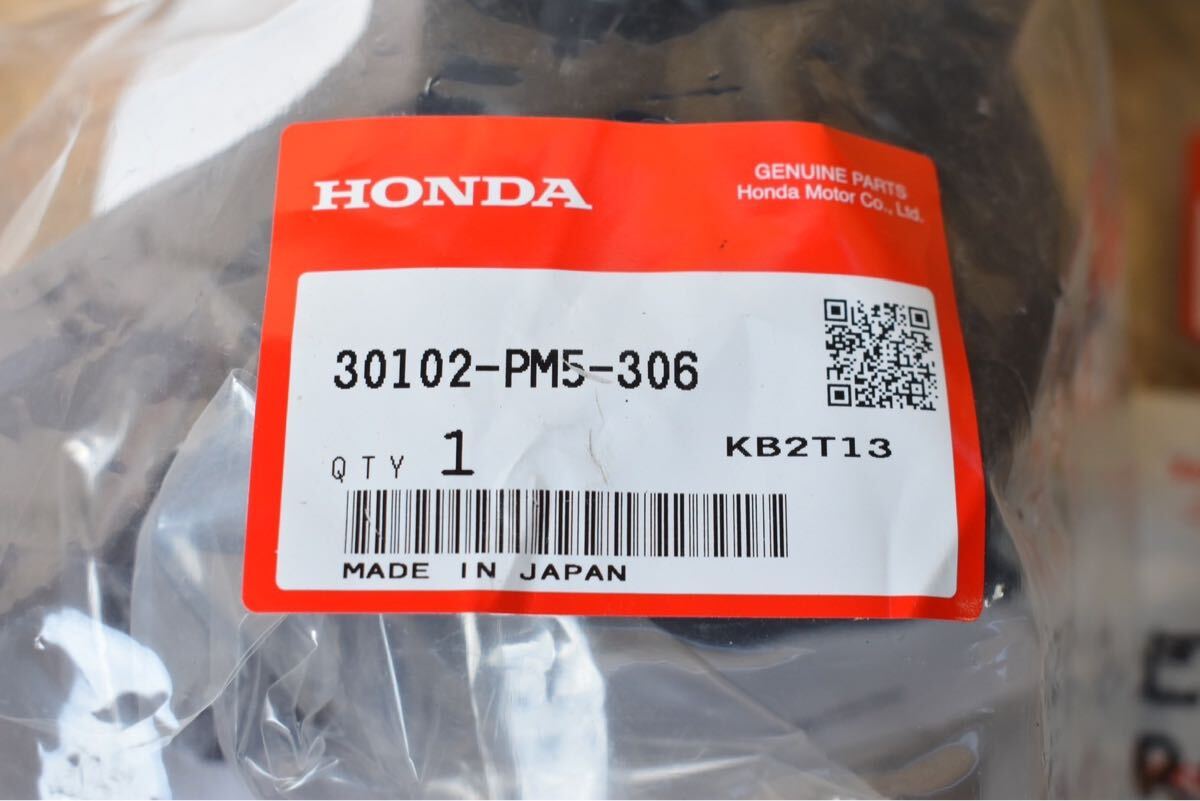 HONDA
GENUINE PARTS
Honda Motor Co., Ltd.
30102-PM5-306
QTY 1
KB2T13
MADE IN JAPAN